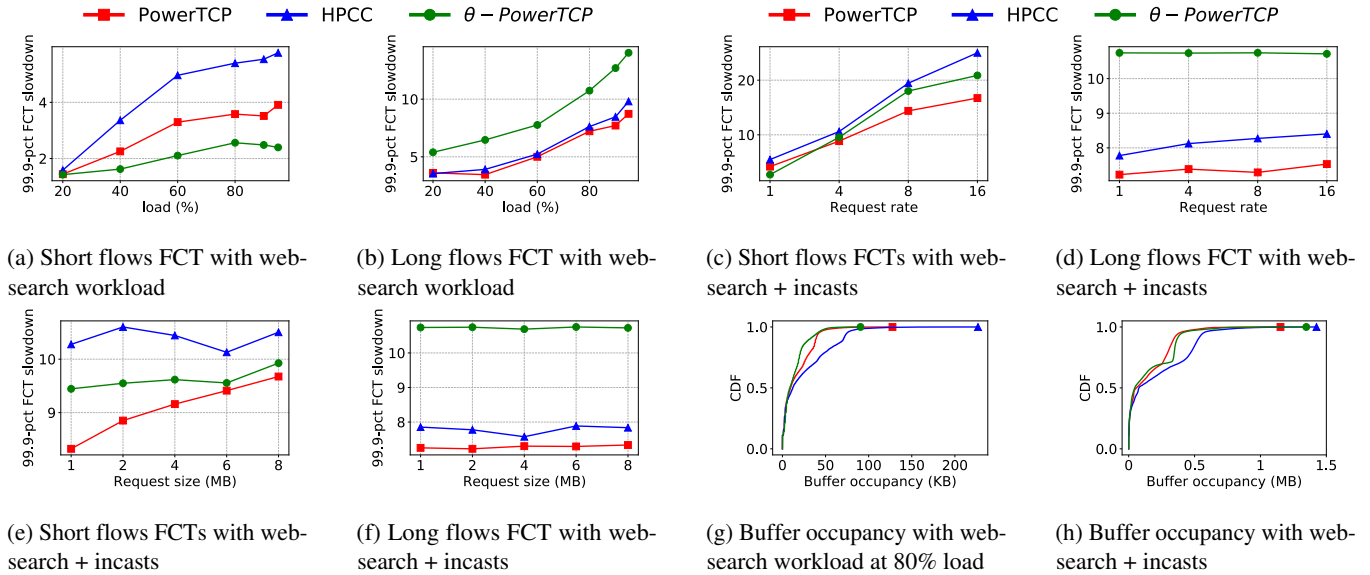 PowerTCP HPCC θ − PowerTCP PowerTCP HPCC θ − PowerTCP
99.9-pct FCT slowdown
4
2
20 40 60 80
load (%)
99.9-pct FCT slowdown
10
5
20 40 60 80
load (%)
99.9-pct FCT slowdown
20
10
1 4 8 16
Request rate
99.9-pct FCT slowdown
10
9
8
7
1 4 8 16
Request rate
(a) Short flows FCT with web-
search workload
(b) Long flows FCT with web-
search workload
(c) Short flows FCTs with web-
search + incasts
(d) Long flows FCT with web-
search + incasts
99.9-pct FCT slowdown
10
9
1 2 4 6 8
Request size (MB)
99.9-pct FCT slowdown
10
9
8
7
1 2 4 6 8
Request size (MB)
CDF
1.0
0.5
0.0
0 50 100 150 200
Buffer occupancy (KB)
CDF
1.0
0.5
0.0
0 0.5 1 1.5
Buffer occupancy (MB)
(e) Short flows FCTs with web-
search + incasts
(f) Long flows FCT with web-
search + incasts
(g) Buffer occupancy with web-
search workload at 80% load
(h) Buffer occupancy with web-
search + incasts